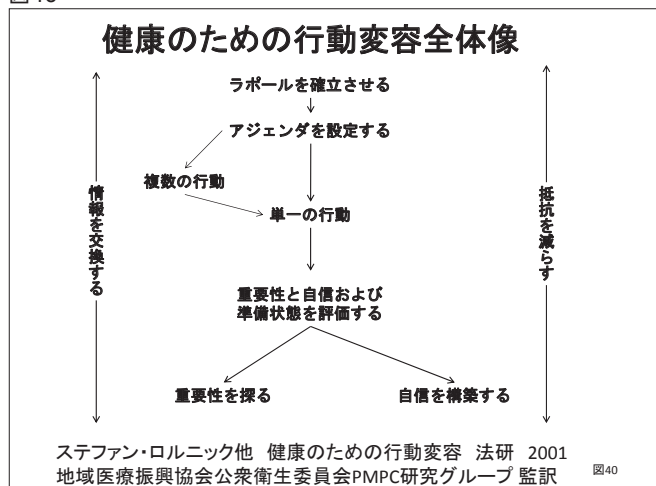 健康のための行動変容全体像
ラポールを確立させる
アジェンダを設定する
複数の行動
単一の行動
情報を交換する
抵抗を減らす
重要性と自信および
準備状態を評価する
重要性を探る
自信を構築する
ステファン・ロルニック他 健康のための行動変容 法研 2001
地域医療振興協会公衆衛生委員会PMPC研究グループ 監訳
図40